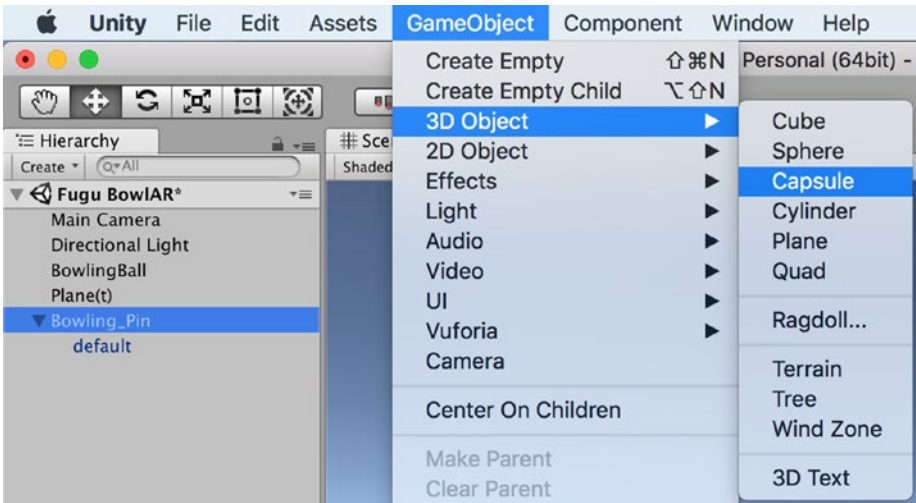 Unity File Edit Assets GameObject Component Window Help
Personal (64bit) -
Hierarchy
# Sce
Create
All
Shaded
Fugu BowlAR*
Main Camera
Directional Light
BowlingBall
Plane(t)
Bowling_Pin
default
Create Empty ⇧⌘N
Create Empty Child ⌥⇧N
3D Object
2D Object
Effects
Light
Audio
Video
UI
Vuforia
Camera
Center On Children
Make Parent
Clear Parent
Cube
Sphere
Capsule
Cylinder
Plane
Quad
Ragdoll...
Terrain
Tree
Wind Zone
3D Text